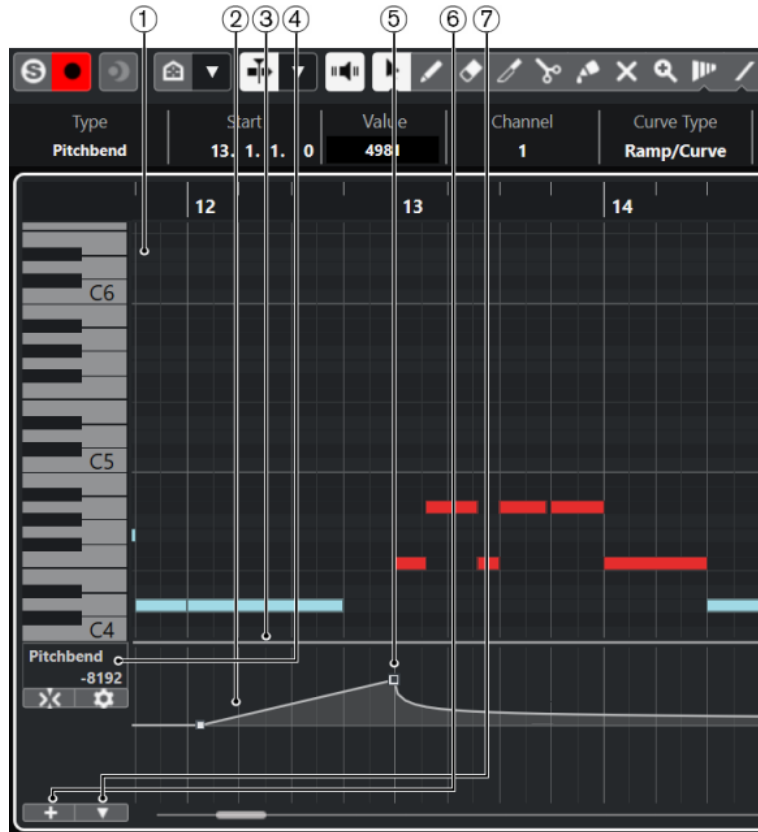 ① ② ③ ④ ⑤ ⑥ ⑦
S
Type Start Value Channel Curve Type
Pitchbend 13. 1. 1. 0 4981 1 Ramp/Curve
12 13 14
C6
C5
C4
Pitchbend
-8192